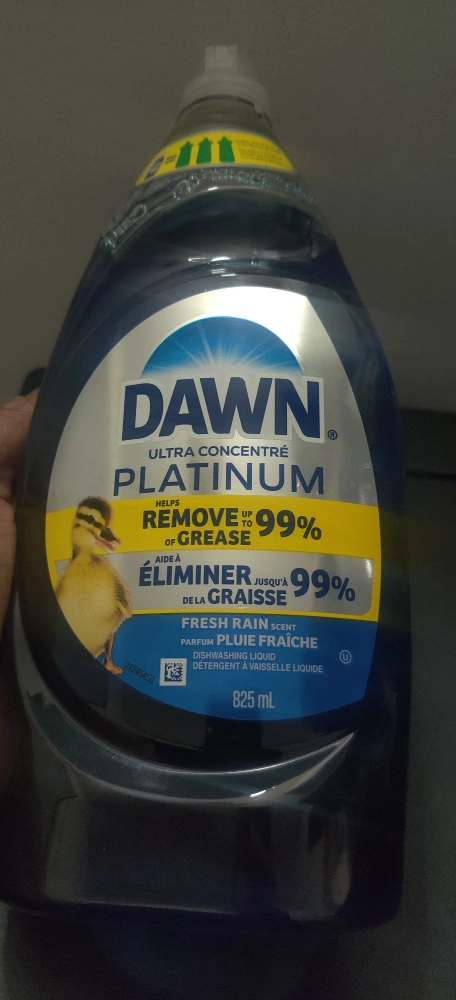 DAWN®
ULTRA CONCENTRÉ
PLATINUM
HELPS
REMOVE UP TO 99%
OF GREASE
AIDE À
ÉLIMINER JUSQU'À 99%
DE LA GRAISSE
FRESH RAIN SCENT
PARFUM PLUIE FRAÎCHE
DISHWASHING LIQUID
DÉTERGENT À VAISSELLE LIQUIDE
U
825 mL